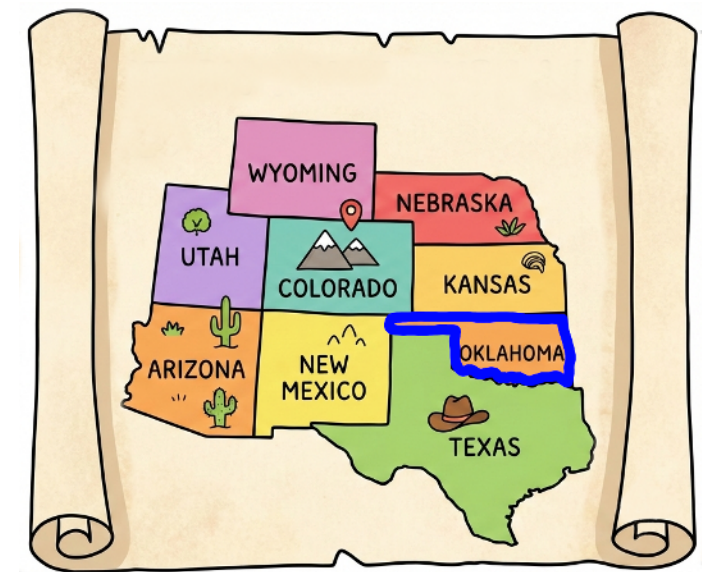 WYOMING
NEBRASKA
UTAH
COLORADO
KANSAS
ARIZONA
NEW
MEXICO
OKLAHOMA
TEXAS